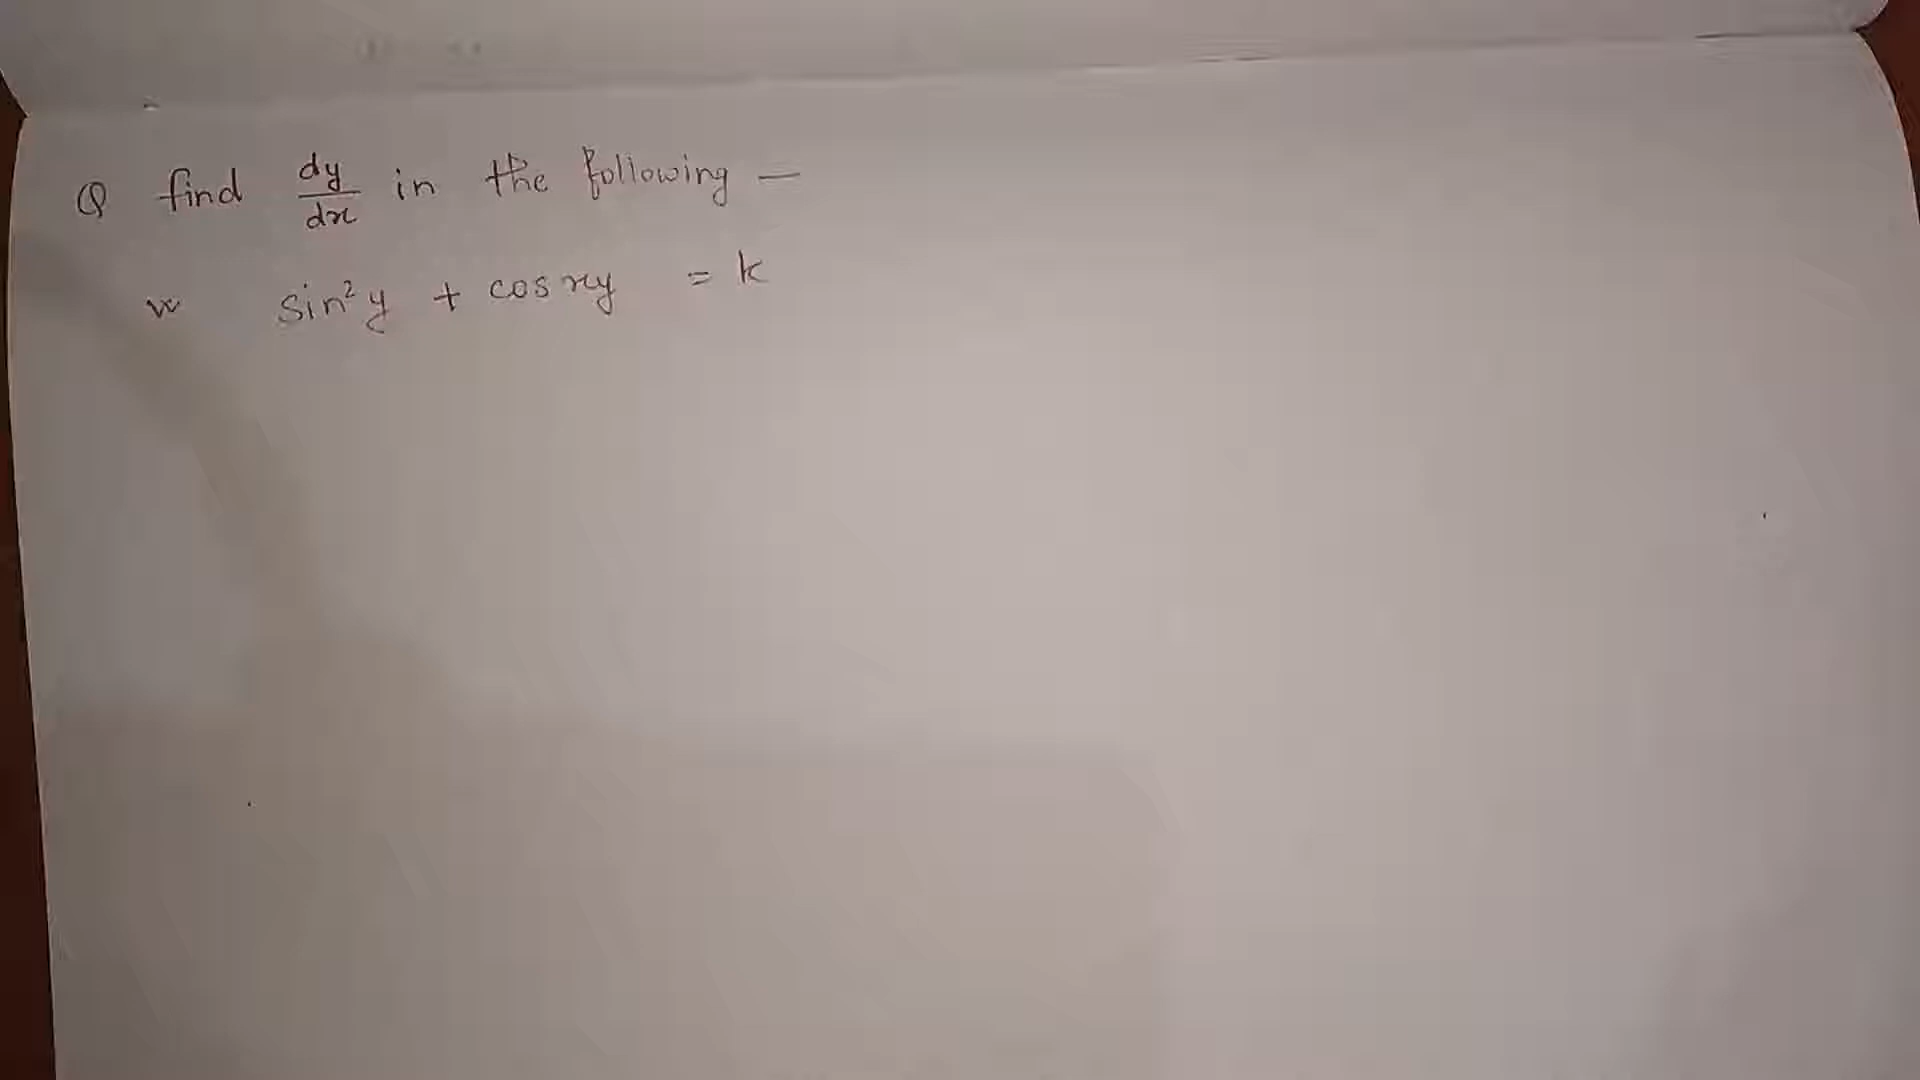 Q find dy/dx in the following —
sin²y + cos xy = k